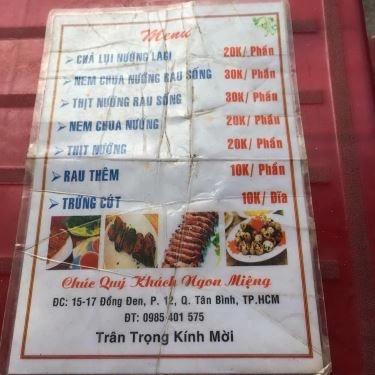 Menu
CHẢ LỤI NƯỚNG LAGI 20K/ Phần
NEM CHUA NƯỚNG RAU SỐNG 30K/ Phần
THỊT NƯỚNG RAU SỐNG 30K/ Phần
NEM CHUA NƯỚNG 20K/ Phần
THỊT NƯỚNG 20K/ Phần
RAU THÊM 10K/ Phần
TRỨNG CÚT 10K/ Dĩa
Chúc Quý Khách Ngon Miệng
ĐC: 15-17 Đồng Đen, P. 12, Q. Tân Bình, TP.HCM
ĐT: 0985 401 575
Trân Trọng Kính Mời